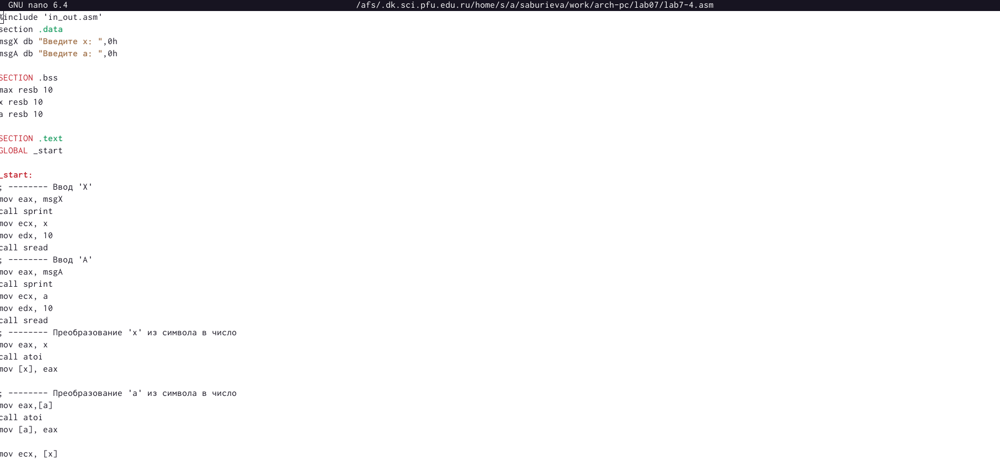 GNU nano 6.4 /afs/.dk.sci.pfu.edu.ru/home/s/a/saburieva/work/arch-pc/lab07/lab7-4.asm
%include 'in_out.asm'
section .data
msgX db "Введите x: ",0h
msgA db "Введите a: ",0h
SECTION .bss
max resb 10
x resb 10
a resb 10
SECTION .text
GLOBAL _start
_start:
; -------- Ввод 'X'
mov eax, msgX
call sprint
mov ecx, x
mov edx, 10
call sread
; -------- Ввод 'A'
mov eax, msgA
call sprint
mov ecx, a
mov edx, 10
call sread
; -------- Преобразование 'x' из символа в число
mov eax, x
call atoi
mov [x], eax
; -------- Преобразование 'a' из символа в число
mov eax,[a]
call atoi
mov [a], eax
mov ecx, [x]